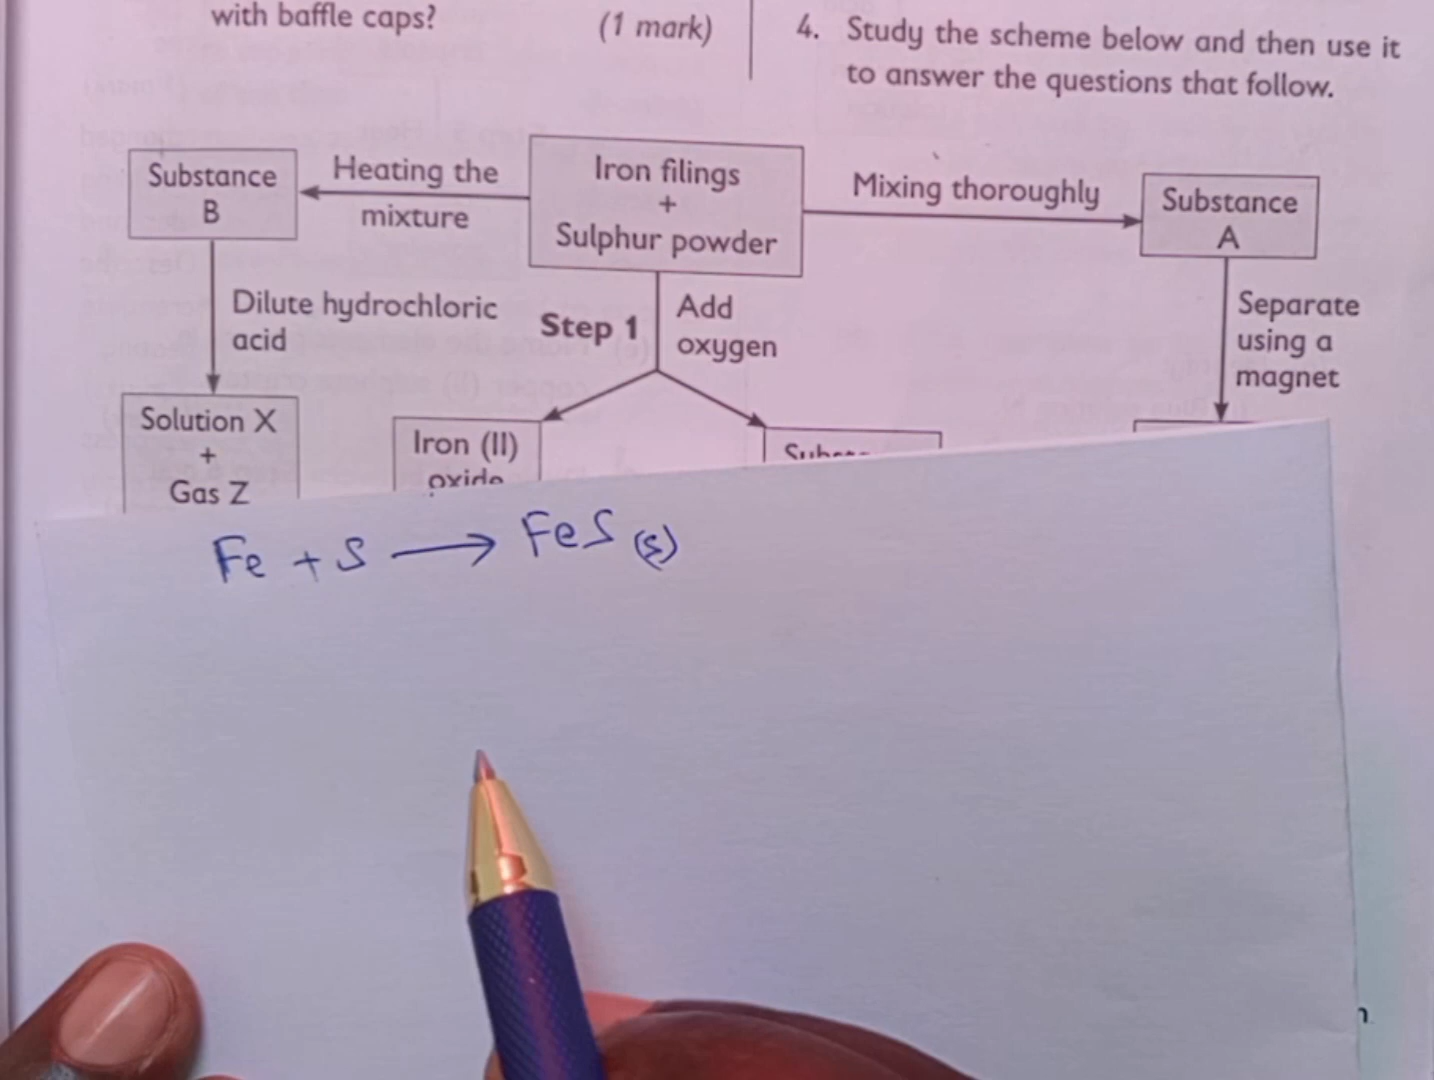 with baffle caps?
(1 mark)
4. Study the scheme below and then use it
to answer the questions that follow.
Substance
B
Heating the
mixture
Iron filings
+
Sulphur powder
Mixing thoroughly
Substance
A
Dilute hydrochloric
acid
Step 1
Add
oxygen
Separate
using a
magnet
Solution X
+
Gas Z
Iron (II)
oxide
Fe + S ⟶ FeS (s)